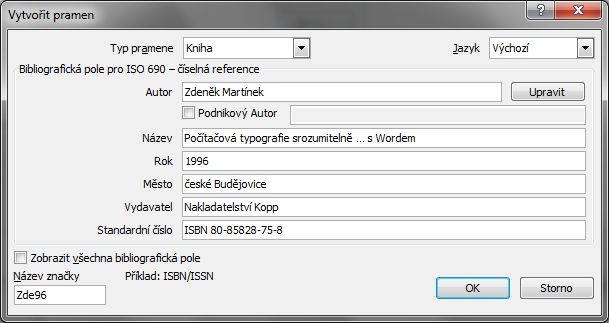 Vytvořit pramen
Typ pramene Kniha Jazyk Výchozí
Bibliografická pole pro ISO 690 – číselná reference
Autor Zdeněk Martínek Upravit
Podnikový Autor
Název Počítačová typografie srozumitelně ... s Wordem
Rok 1996
Město české Budějovice
Vydavatel Nakladatelství Kopp
Standardní číslo ISBN 80-85828-75-8
Zobrazit všechna bibliografická pole
Název značky Příklad: ISBN/ISSN
Zde96 OK Storno